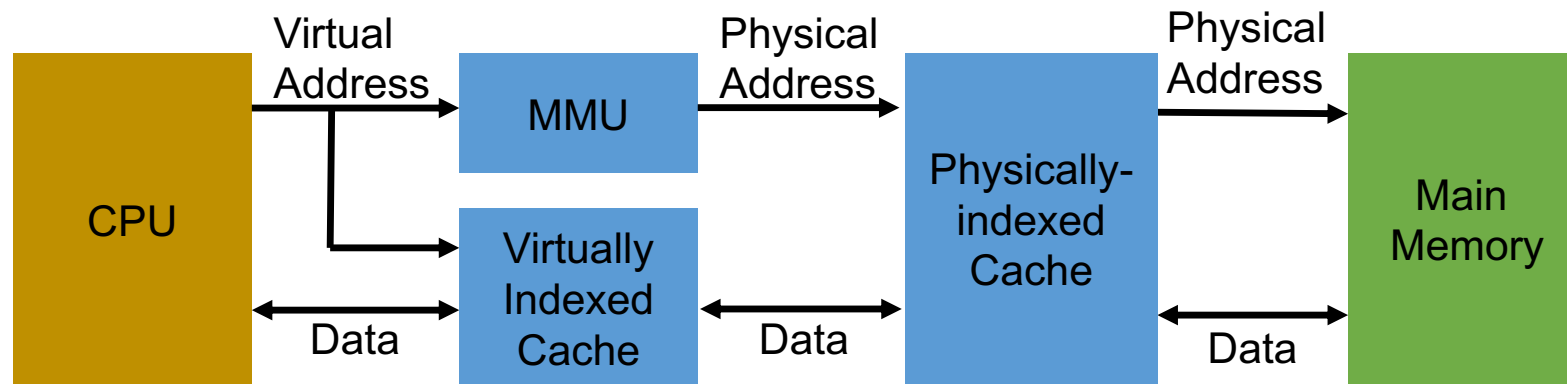 Virtual
Address
Physical
Address
Physical
Address
CPU
MMU
Virtually
Indexed
Cache
Physically-
indexed
Cache
Main
Memory
Data
Data
Data